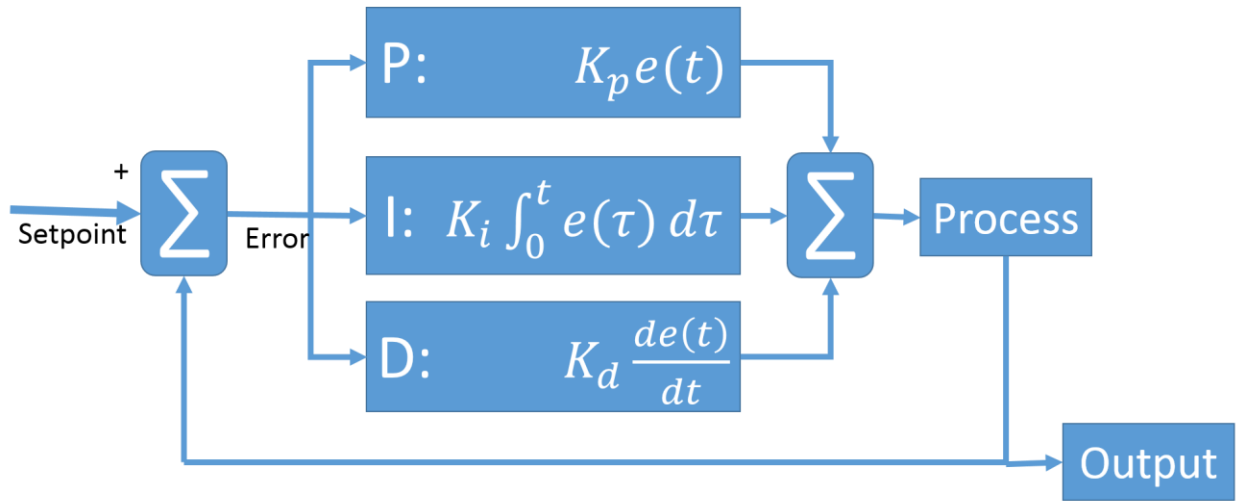 P: K_p e(t)
+
∑
Setpoint
Error
I: K_i ∫_0^t e(τ) dτ
∑
Process
D: K_d de(t)/dt
Output